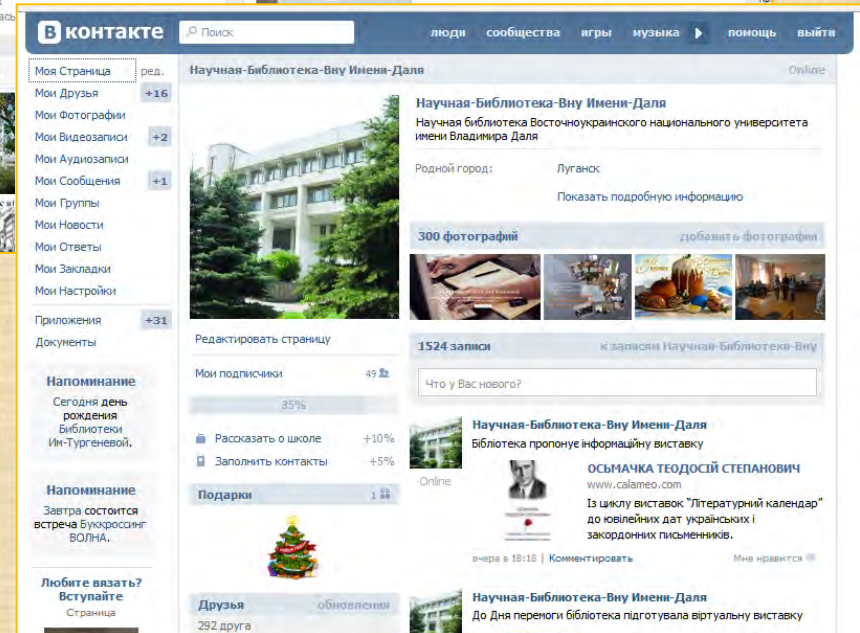 В контакте
Поиск
люди сообщества игры музыка помощь выйти
Моя Страница ред.
Мои Друзья +16
Мои Фотографии
Мои Видеозаписи +2
Мои Аудиозаписи
Мои Сообщения +1
Мои Группы
Мои Новости
Мои Ответы
Мои Закладки
Мои Настройки
Приложения +31
Документы
Напоминание
Сегодня день
рождения
Библиотеки
Им-Тургеневой.
Напоминание
Завтра состоится
встреча Буккроссинг
ВОЛНА.
Любите вязать?
Вступайте
Страница
Научная-Библиотека-Вну Имени-Даля Online
Редактировать страницу
Мои подписчики 49
35%
Рассказать о школе +10%
Заполнить контакты +5%
Подарки 1
Друзья обновления
292 друга
Научная-Библиотека-Вну Имени-Даля
Научная библиотека Восточноукраинского национального университета
имени Владимира Даля
Родной город: Луганск
Показать подробную информацию
300 фотографий добавить фотографии
1524 записи к записям Научная-Библиотеки-Вну
Что у Вас нового?
Научная-Библиотека-Вну Имени-Даля
Бібліотека пропонує інформаційну виставку
Online
ОСЬМАЧКА ТЕОДОСІЙ СТЕПАНОВИЧ
www.calameo.com
Із циклу виставок "Літературний календар"
до ювілейних дат українських і
закордонних письменників.
вчера в 18:18 | Комментировать Мне нравится
Научная-Библиотека-Вну Имени-Даля
До Дня перемоги бібліотека підготувала віртуальну виставку